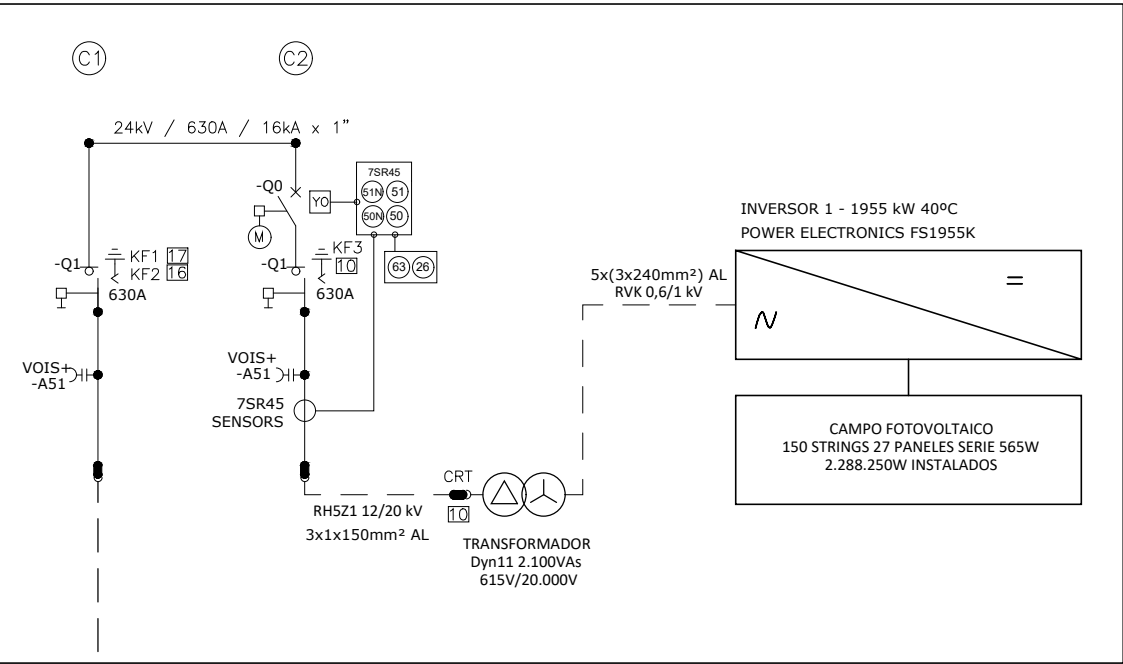 C1
C2
24kV / 630A / 16kA x 1"
-Q0
M
YO
7SR45
51N 51
50N 50
63 26
-Q1
KF1 17
KF2 16
630A
-Q1
KF3
10
630A
VOIS+
-A51
VOIS+
-A51
7SR45
SENSORS
RH5Z1 12/20 kV
3x1x150mm² AL
CRT
10
TRANSFORMADOR
Dyn11 2.100VAs
615V/20.000V
5x(3x240mm²) AL
RVK 0,6/1 kV
INVERSOR 1 - 1955 kW 40ºC
POWER ELECTRONICS FS1955K
=
CAMPO FOTOVOLTAICO
150 STRINGS 27 PANELES SERIE 565W
2.288.250W INSTALADOS